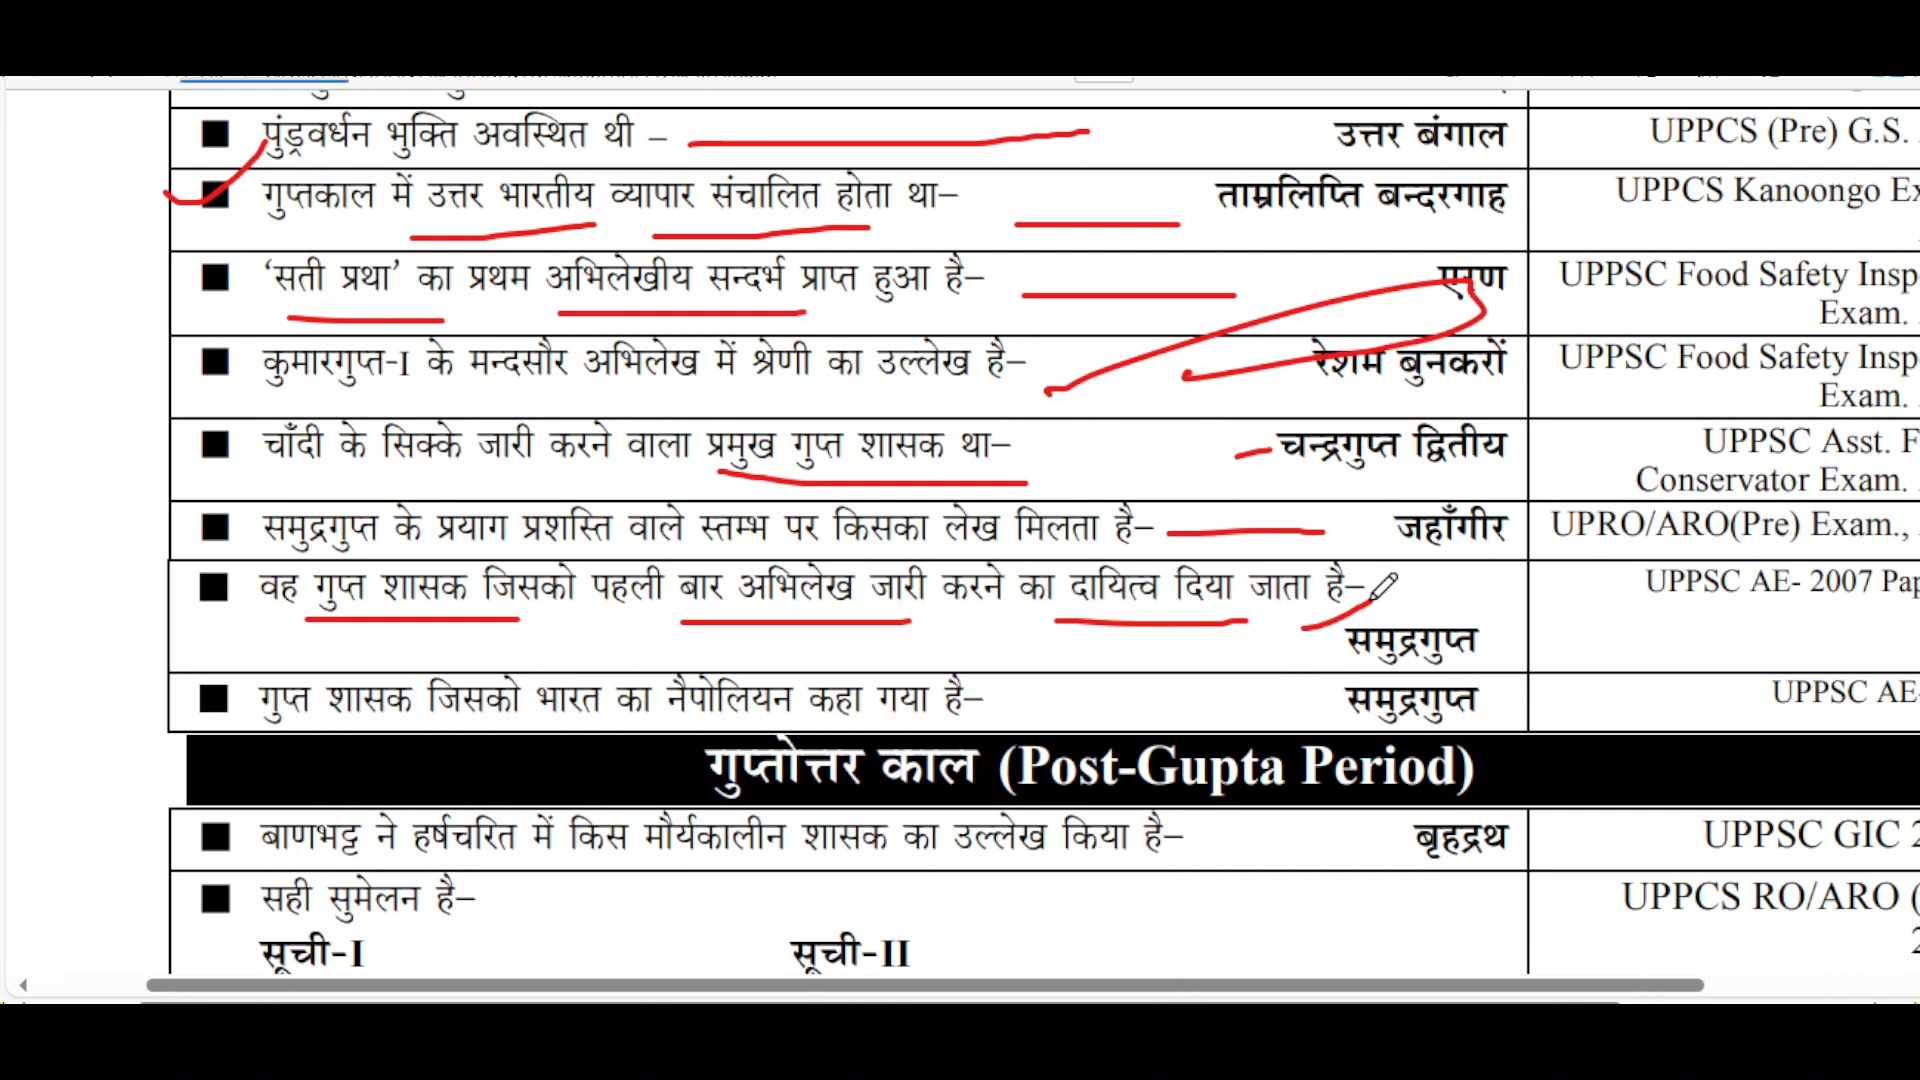 ■ पुंड्रवर्धन भुक्ति अवस्थित थी – उत्तर बंगाल UPPCS (Pre) G.S.
■ गुप्तकाल में उत्तर भारतीय व्यापार संचालित होता था– ताम्रलिप्ति बन्दरगाह UPPCS Kanoongo Ex
■ ‘सती प्रथा’ का प्रथम अभिलेखीय सन्दर्भ प्राप्त हुआ है– एरण UPPSC Food Safety Insp
Exam.
■ कुमारगुप्त-I के मन्दसौर अभिलेख में श्रेणी का उल्लेख है– रेशम बुनकरों UPPSC Food Safety Insp
Exam.
■ चाँदी के सिक्के जारी करने वाला प्रमुख गुप्त शासक था– चन्द्रगुप्त द्वितीय UPPSC Asst. F
Conservator Exam.
■ समुद्रगुप्त के प्रयाग प्रशस्ति वाले स्तम्भ पर किसका लेख मिलता है– जहाँगीर UPRO/ARO(Pre) Exam.,
■ वह गुप्त शासक जिसको पहली बार अभिलेख जारी करने का दायित्व दिया जाता है– UPPSC AE- 2007 Pap
समुद्रगुप्त
■ गुप्त शासक जिसको भारत का नैपोलियन कहा गया है– समुद्रगुप्त UPPSC AE-
गुप्तोत्तर काल (Post-Gupta Period)
■ बाणभट्ट ने हर्षचरित में किस मौर्यकालीन शासक का उल्लेख किया है– बृहद्रथ UPPSC GIC 2
■ सही सुमेलन है– UPPCS RO/ARO (
सूची-I सूची-II 2